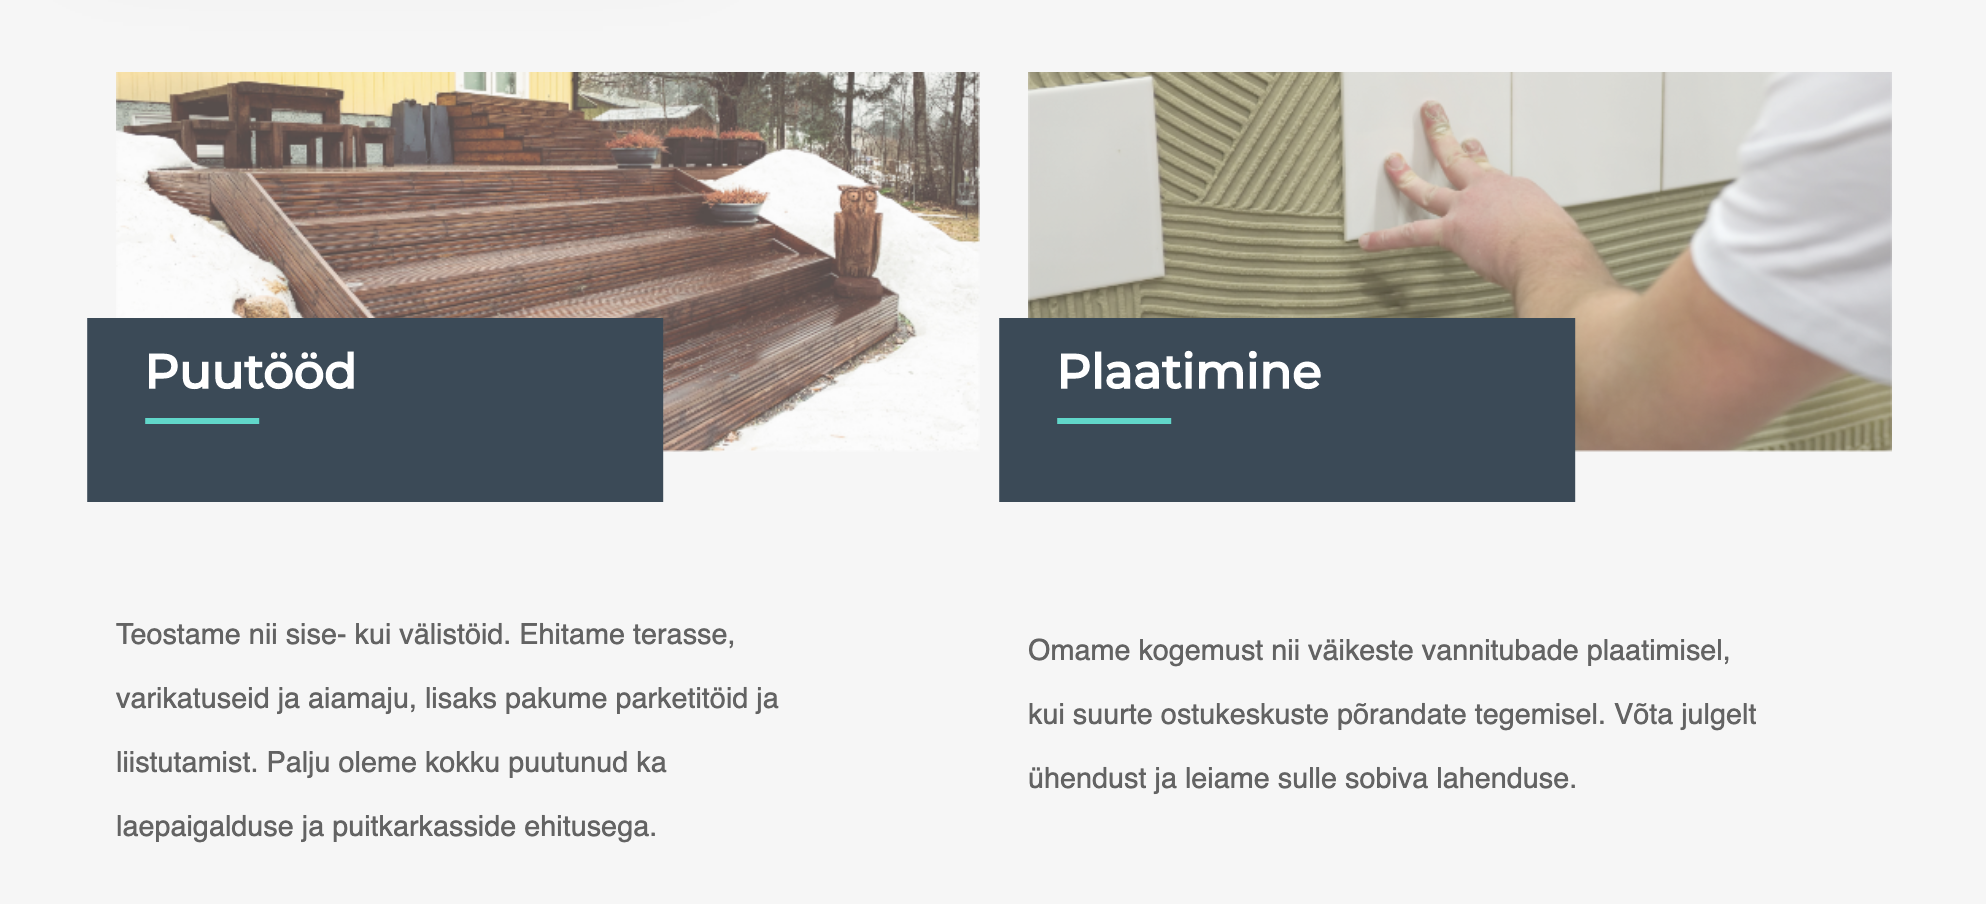 Puutööd
Teostame nii sise- kui välistöid. Ehitame terasse,
varikatuseid ja aiamaju, lisaks pakume parketitöid ja
liistutamist. Palju oleme kokku puutunud ka
laepaigalduse ja puitkarkasside ehitusega.
Plaatimine
Omame kogemust nii väikeste vannitubade plaatimisel,
kui suurte ostukeskuste põrandate tegemisel. Võta julgelt
ühendust ja leiame sulle sobiva lahenduse.